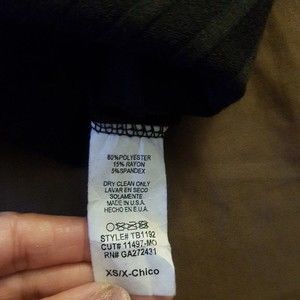 80%POLYESTER
15% RAYON
5%SPANDEX
DRY CLEAN ONLY
LAVAR EN SECO
SOLAMENTE
MADE IN U.S.A.
HECHO EN E.U.A.
STYLE# TB1192
CUT# 11497-MO
RN# GA272431
XS/X-Chico